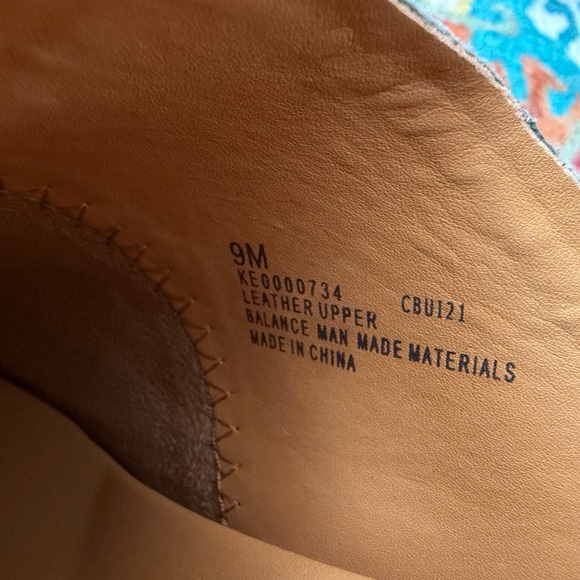 9M
KE0000734 CBUI21
LEATHER UPPER
BALANCE MAN MADE MATERIALS
MADE IN CHINA